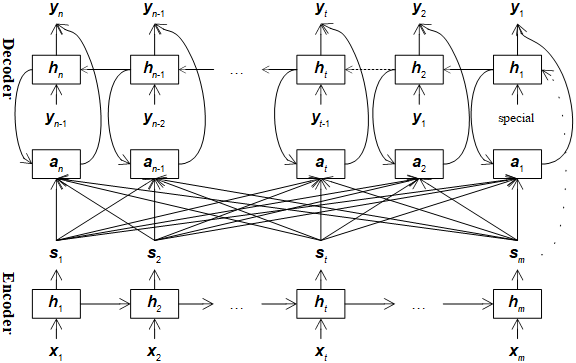 y_n y_{n-1} y_t y_2 y_1
Decoder
h_n h_{n-1} ... h_t h_2 h_1
y_{n-1} y_{n-2} y_{t-1} y_1 special
a_n a_{n-1} a_t a_2 a_1
s_1 s_2 s_t s_m
Encoder
h_1 h_2 ... h_t ... h_m
x_1 x_2 x_t x_m